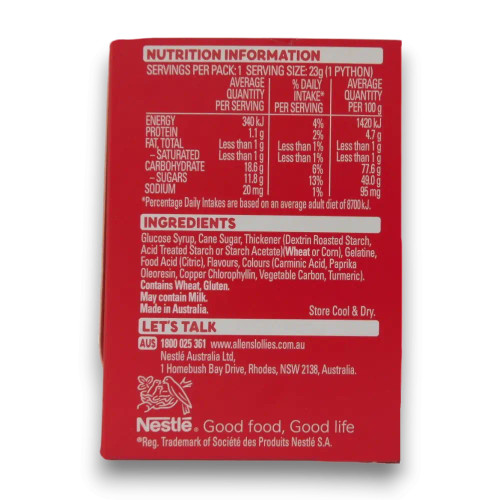 NUTRITION INFORMATION
SERVINGS PER PACK: 1 SERVING SIZE: 23g (1 PYTHON)
AVERAGE QUANTITY PER SERVING % DAILY INTAKE* PER SERVING AVERAGE QUANTITY PER 100 g
ENERGY 340 kJ 4% 1420 kJ
PROTEIN 1.1 g 2% 4.7 g
FAT, TOTAL Less than 1 g Less than 1% Less than 1 g
– SATURATED Less than 1 g Less than 1% Less than 1 g
CARBOHYDRATE 18.6 g 6% 77.6 g
– SUGARS 11.8 g 13% 49.0 g
SODIUM 20 mg 1% 95 mg
*Percentage Daily Intakes are based on an average adult diet of 8700 kJ.
INGREDIENTS
Glucose Syrup, Cane Sugar, Thickener (Dextrin Roasted Starch,
Acid Treated Starch or Starch Acetate)(Wheat or Corn), Gelatine,
Food Acid (Citric), Flavours, Colours (Carminic Acid, Paprika
Oleoresin, Copper Chlorophyllin, Vegetable Carbon, Turmeric).
Contains Wheat, Gluten.
May contain Milk.
Made in Australia. Store Cool & Dry.
LET'S TALK
AUS 1800 025 361 www.allenslollies.com.au
Nestlé Australia Ltd,
1 Homebush Bay Drive, Rhodes, NSW 2138, Australia.
Nestlé® Good food, Good life
®Reg. Trademark of Société des Produits Nestlé S.A.